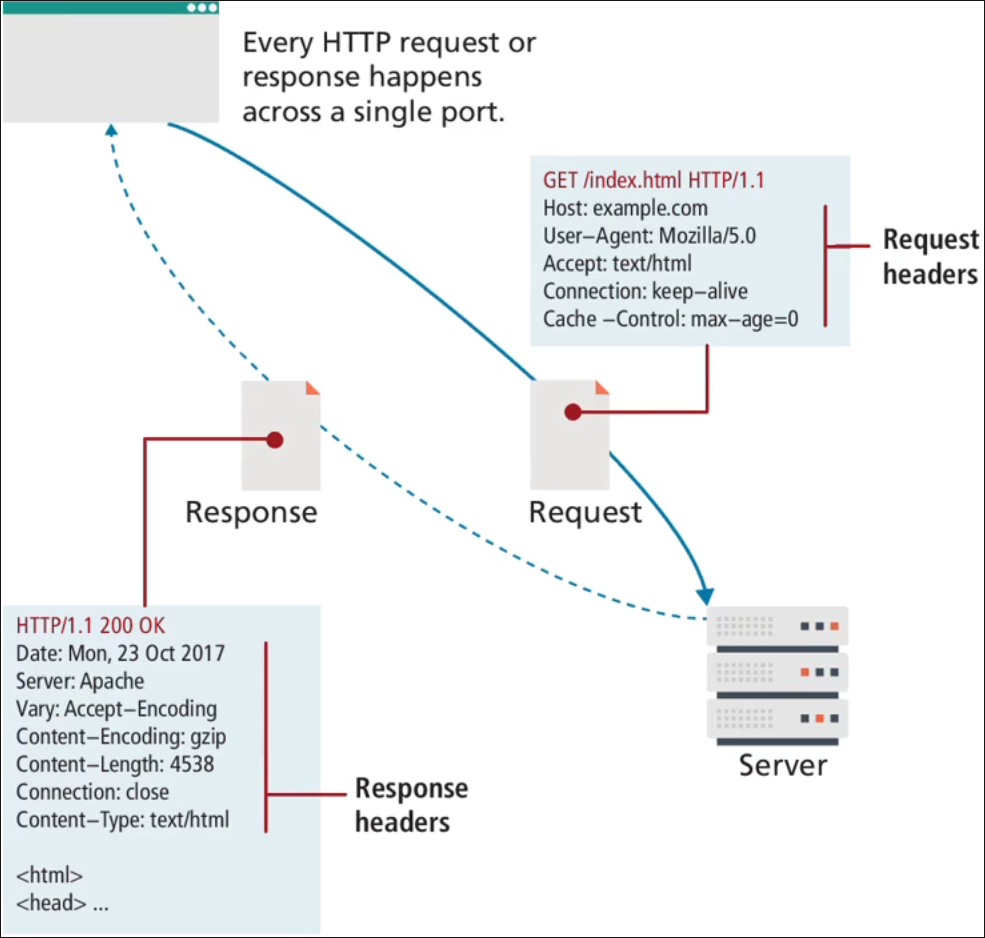 Every HTTP request or
response happens
across a single port.
GET /index.html HTTP/1.1
Host: example.com
User–Agent: Mozilla/5.0
Accept: text/html
Connection: keep–alive
Cache –Control: max–age=0
Request
headers
Response
Request
HTTP/1.1 200 OK
Date: Mon, 23 Oct 2017
Server: Apache
Vary: Accept–Encoding
Content–Encoding: gzip
Content–Length: 4538
Connection: close
Content–Type: text/html
<html>
<head> ...
Response
headers
Server